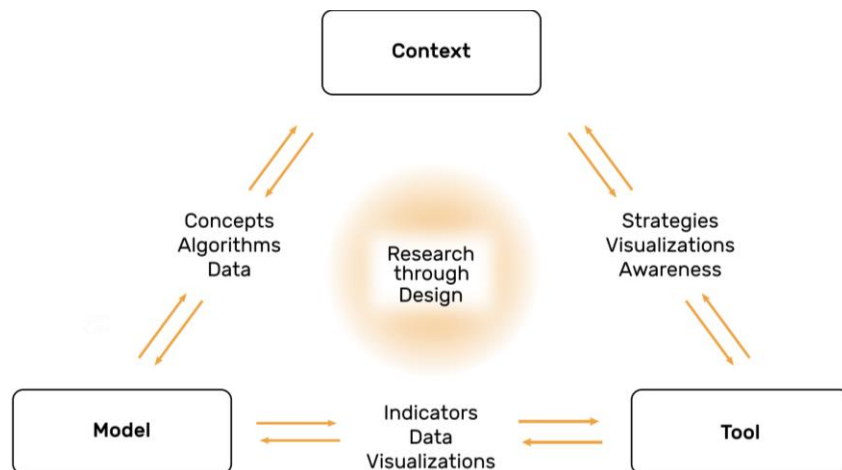 Context
Concepts
Algorithms
Data
Strategies
Visualizations
Awareness
Research
through
Design
Model
Indicators
Data
Visualizations
Tool